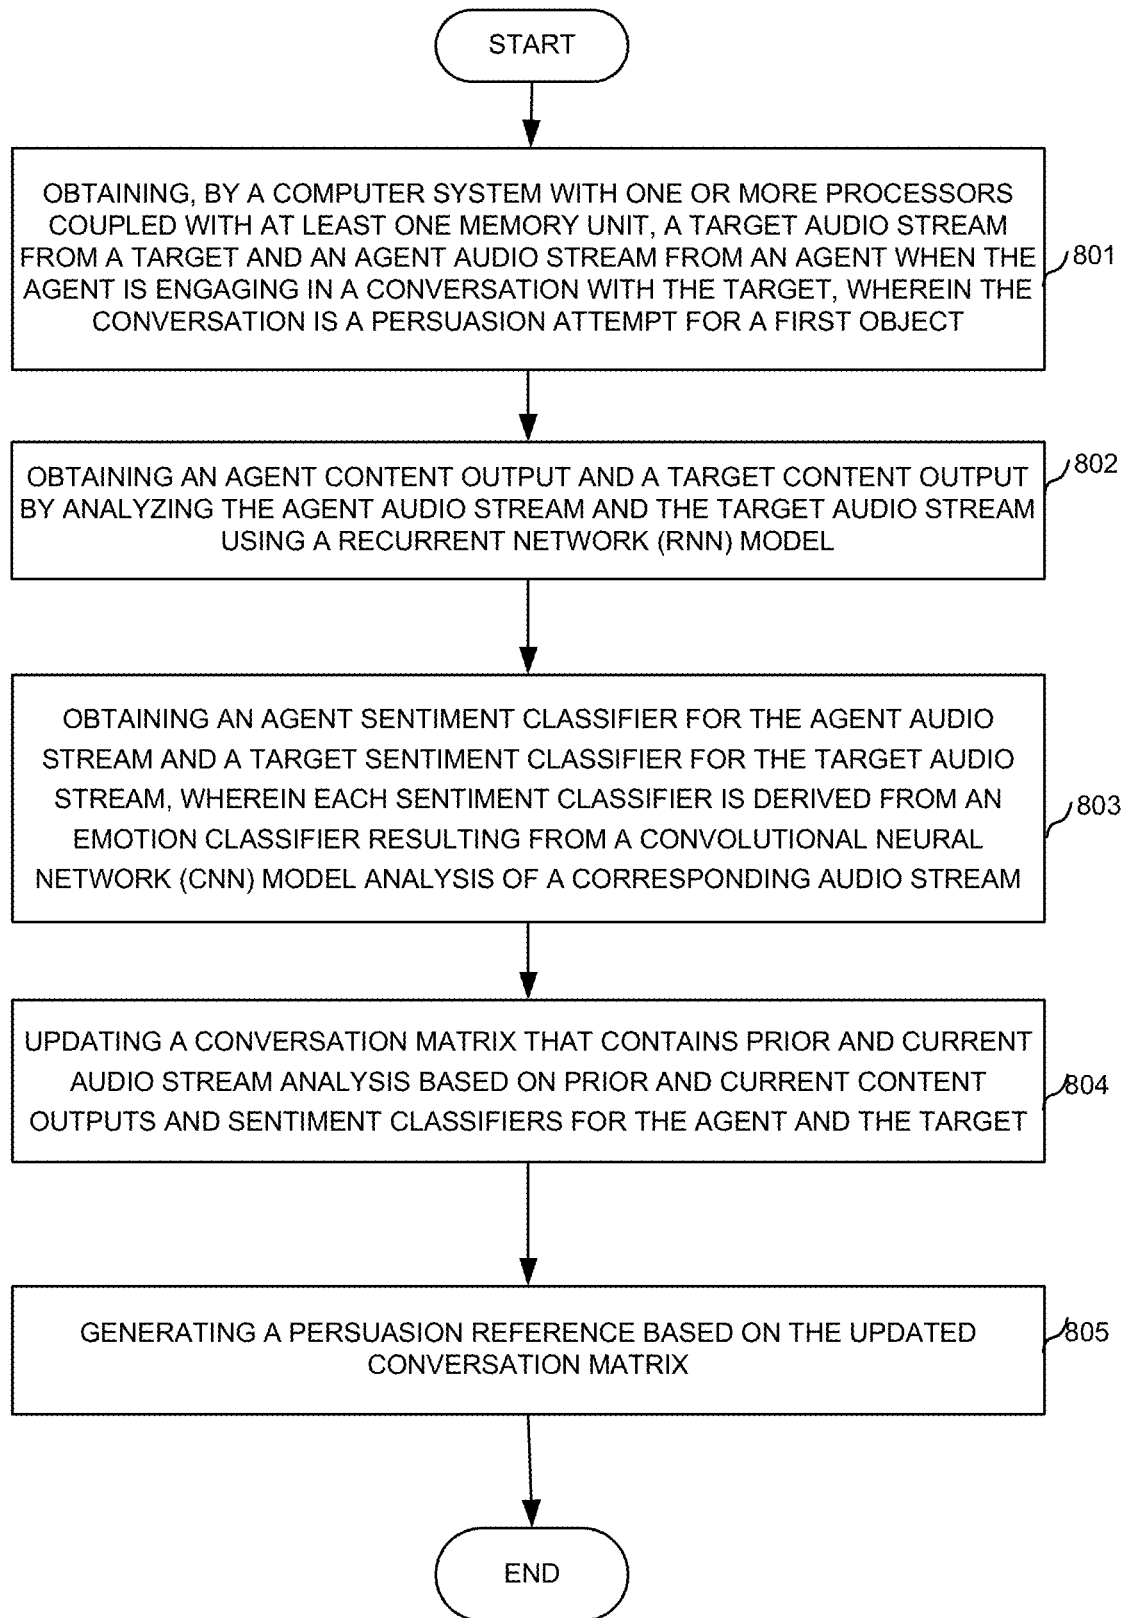 START
OBTAINING, BY A COMPUTER SYSTEM WITH ONE OR MORE PROCESSORS
COUPLED WITH AT LEAST ONE MEMORY UNIT, A TARGET AUDIO STREAM
FROM A TARGET AND AN AGENT AUDIO STREAM FROM AN AGENT WHEN THE
AGENT IS ENGAGING IN A CONVERSATION WITH THE TARGET, WHEREIN THE
CONVERSATION IS A PERSUASION ATTEMPT FOR A FIRST OBJECT
801
OBTAINING AN AGENT CONTENT OUTPUT AND A TARGET CONTENT OUTPUT
BY ANALYZING THE AGENT AUDIO STREAM AND THE TARGET AUDIO STREAM
USING A RECURRENT NETWORK (RNN) MODEL
802
OBTAINING AN AGENT SENTIMENT CLASSIFIER FOR THE AGENT AUDIO
STREAM AND A TARGET SENTIMENT CLASSIFIER FOR THE TARGET AUDIO
STREAM, WHEREIN EACH SENTIMENT CLASSIFIER IS DERIVED FROM AN
EMOTION CLASSIFIER RESULTING FROM A CONVOLUTIONAL NEURAL
NETWORK (CNN) MODEL ANALYSIS OF A CORRESPONDING AUDIO STREAM
803
UPDATING A CONVERSATION MATRIX THAT CONTAINS PRIOR AND CURRENT
AUDIO STREAM ANALYSIS BASED ON PRIOR AND CURRENT CONTENT
OUTPUTS AND SENTIMENT CLASSIFIERS FOR THE AGENT AND THE TARGET
804
GENERATING A PERSUASION REFERENCE BASED ON THE UPDATED
CONVERSATION MATRIX
805
END